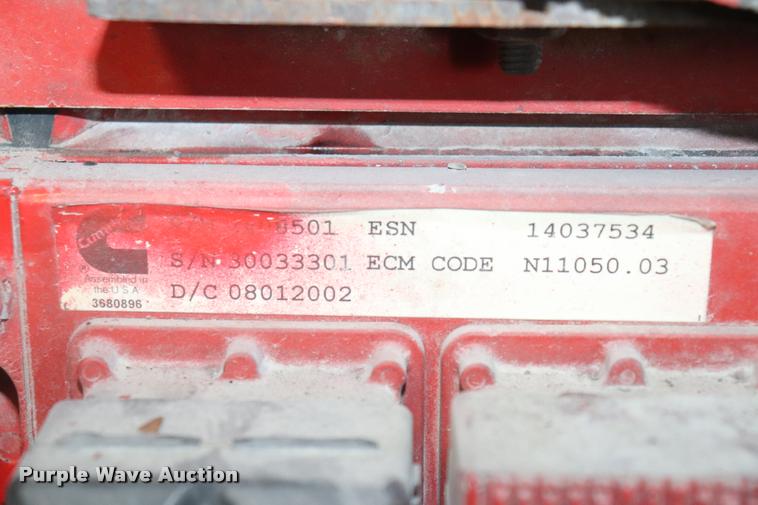 ESN 14037534
S/N 30033301 ECM CODE N11050.03
D/C 08012002
Assembled in
the U S A
3680896
Purple Wave Auction